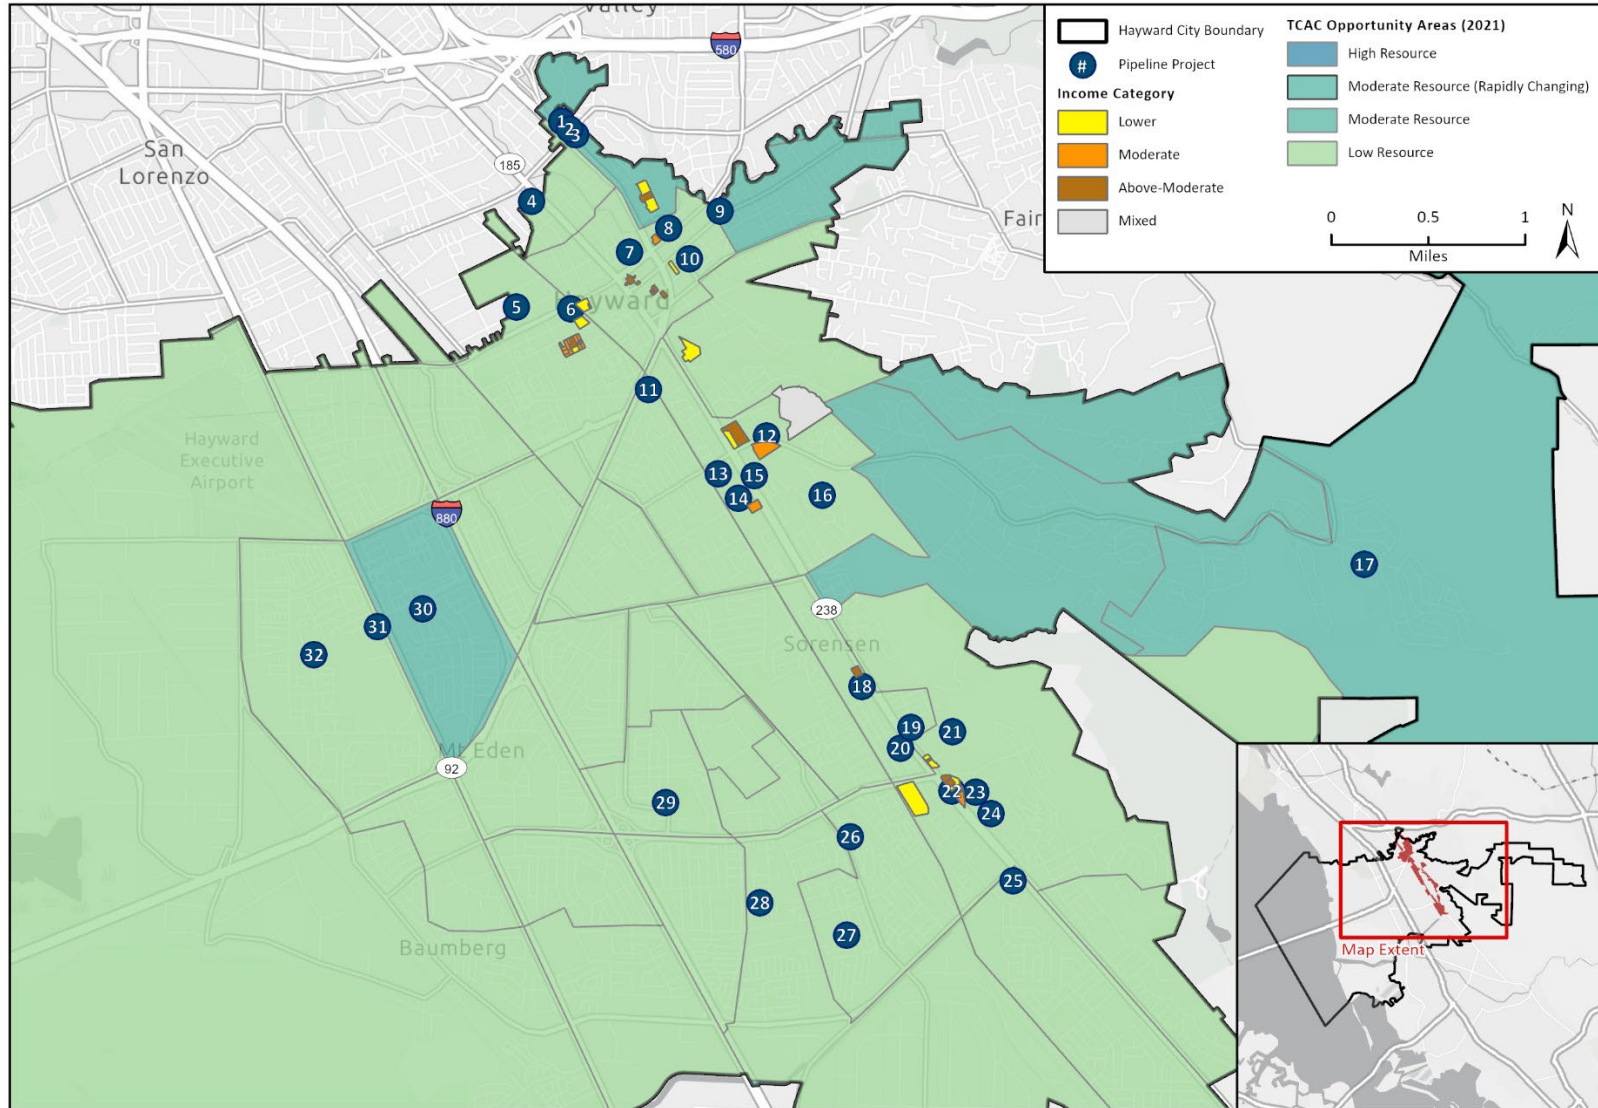 Valley
580
San
Lorenzo
185
1
2
3
4
9
8
7
10
Fair
5
6
Hayward
11
Hayward
Executive
Airport
12
13
15
14
16
880
17
30
31
32
238
Sorensen
18
19
21
20
Mt Eden
92
22
23
24
29
26
25
28
27
Baumberg
Hayward City Boundary
#
Pipeline Project
Income Category
Lower
Moderate
Above-Moderate
Mixed
TCAC Opportunity Areas (2021)
High Resource
Moderate Resource (Rapidly Changing)
Moderate Resource
Low Resource
0 0.5 1
Miles
N
Map Extent